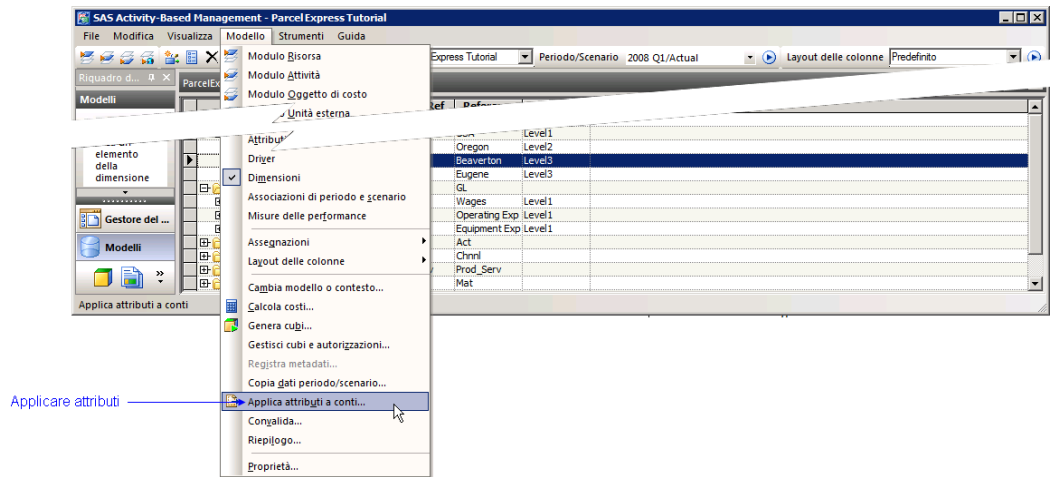 SAS Activity-Based Management - ParcelExpress Tutorial
File Modifica Visualizza Modello Strumenti Guida
Express Tutorial Periodo/Scenario 2008 Q1/Actual Layout delle colonne Predefinito
Riquadro d...
Modelli
elemento
della
dimensione
Gestore del ...
Modelli
Applica attributi a conti
Modulo Risorsa
Modulo Attività
Modulo Oggetto di costo
Unità esterna
Driver
Dimensioni
Associazioni di periodo e scenario
Misure delle performance
Assegnazioni
Layout delle colonne
Cambia modello o contesto...
Calcola costi...
Genera cubi...
Gestisci cubi e autorizzazioni...
Registra metadati...
Copia dati periodo/scenario...
Applica attributi a conti...
Convalida...
Riepilogo...
Proprietà...
Level1
Oregon Level2
Beaverton Level3
Eugene Level3
GL
Wages Level1
Operating Exp Level1
Equipment Exp Level1
Act
Chnnl
Prod_Serv
Mat
Applicare attributi